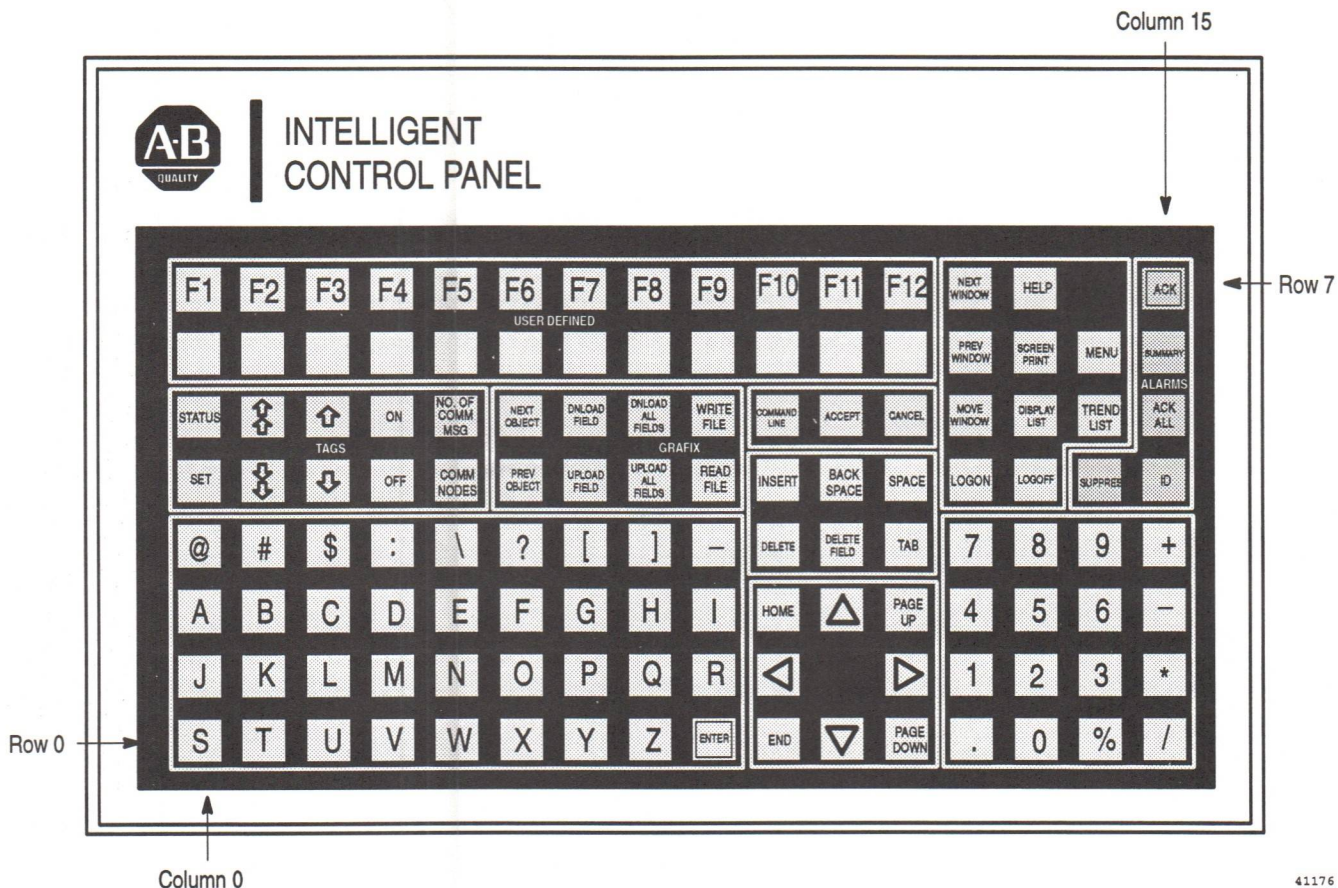 Column 15
A-B
QUALITY
INTELLIGENT
CONTROL PANEL
F1 F2 F3 F4 F5 F6 F7 F8 F9 F10 F11 F12 NEXT WINDOW HELP ACK
Row 7
USER DEFINED
PREV WINDOW SCREEN PRINT MENU SUMMARY
ALARMS
STATUS ON NO. OF COMM MSG NEXT OBJECT DNLOAD FIELD DNLOAD ALL FIELDS WRITE FILE COMMAND LINE ACCEPT CANCEL MOVE WINDOW DISPLAY LIST TREND LIST ACK ALL
TAGS GRAFIX
SET OFF COMM NODES PREV OBJECT UPLOAD FIELD UPLOAD ALL FIELDS READ FILE INSERT BACK SPACE SPACE LOGON LOGOFF SUPPRES ID
@ # $ : \ ? [ ] — DELETE DELETE FIELD TAB 7 8 9 +
A B C D E F G H I HOME PAGE UP 4 5 6 —
J K L M N O P Q R 1 2 3 *
Row 0
S T U V W X Y Z ENTER END PAGE DOWN . 0 % /
Column 0
41176